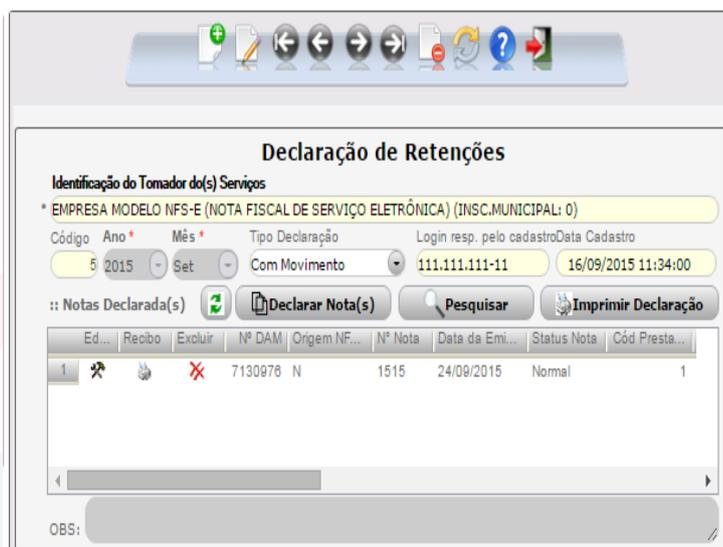 Declaração de Retenções
Identificação do Tomador do(s) Serviços
* EMPRESA MODELO NFS-E (NOTA FISCAL DE SERVIÇO ELETRÔNICA) (INSC.MUNICIPAL: 0)
Código Ano * Mês * Tipo Declaração Login resp. pelo cadastroData Cadastro
5 2015 Set Com Movimento 111.111.111-11 16/09/2015 11:34:00
:: Notas Declarada(s) Declarar Nota(s) Pesquisar Imprimir Declaração
Ed... Recibo Excluir Nº DAM Origem NF... N° Nota Data da Emi... Status Nota Cód Presta...
1 7130976 N 1515 24/09/2015 Normal 1
OBS: